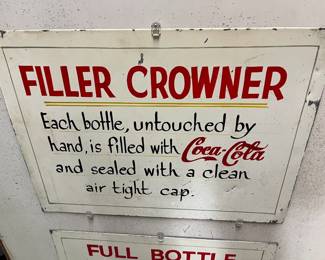 FILLER CROWNER
Each bottle, untouched by
hand, is filled with Coca-Cola
and sealed with a clean
air tight cap.
FULL BOTTLE